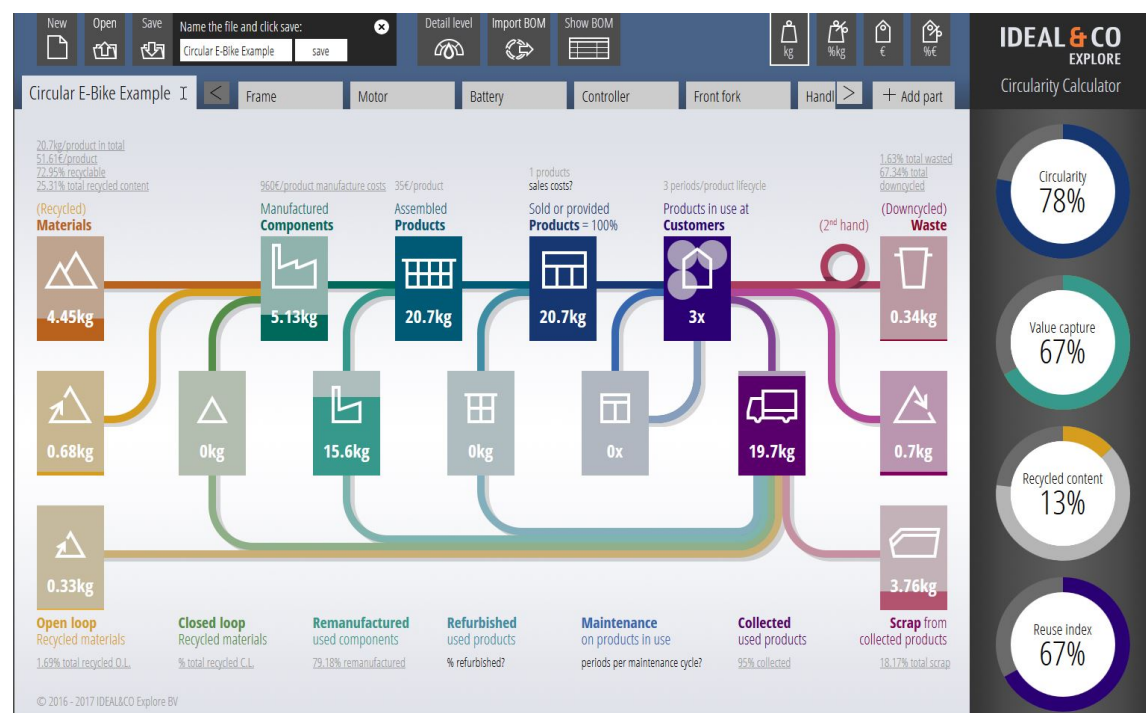 New
Open
Save
Name the file and click save:
Circular E-Bike Example
save
Detail level
Import BOM
Show BOM
kg
%kg
€
%€
IDEAL & CO
EXPLORE
Circularity Calculator
Circular E-Bike Example
<
Frame
Motor
Battery
Controller
Front fork
Handl
>
+ Add part
20.7kg/product in total
51.61€/product
72.95% recyclable
25.31% total recycled content
960€/product manufacture costs
35€/product
1 products
sales costs?
3 periods/product lifecycle
1.63% total wasted
67.34% total
downcycled
(Recycled)
Materials
Manufactured
Components
Assembled
Products
Sold or provided
Products = 100%
Products in use at
Customers
(2nd hand)
(Downcycled)
Waste
4.45kg
5.13kg
20.7kg
20.7kg
3x
0.34kg
0.68kg
0kg
15.6kg
0kg
0x
19.7kg
0.7kg
0.33kg
3.76kg
Open loop
Recycled materials
1.69% total recycled O.L.
Closed loop
Recycled materials
% total recycled C.L.
Remanufactured
used components
79.18% remanufactured
Refurbished
used products
% refurbished?
Maintenance
on products in use
periods per maintenance cycle?
Collected
used products
95% collected
Scrap from
collected products
18.17% total scrap
Circularity
78%
Value capture
67%
Recycled content
13%
Reuse index
67%
© 2016 - 2017 IDEAL&CO Explore BV